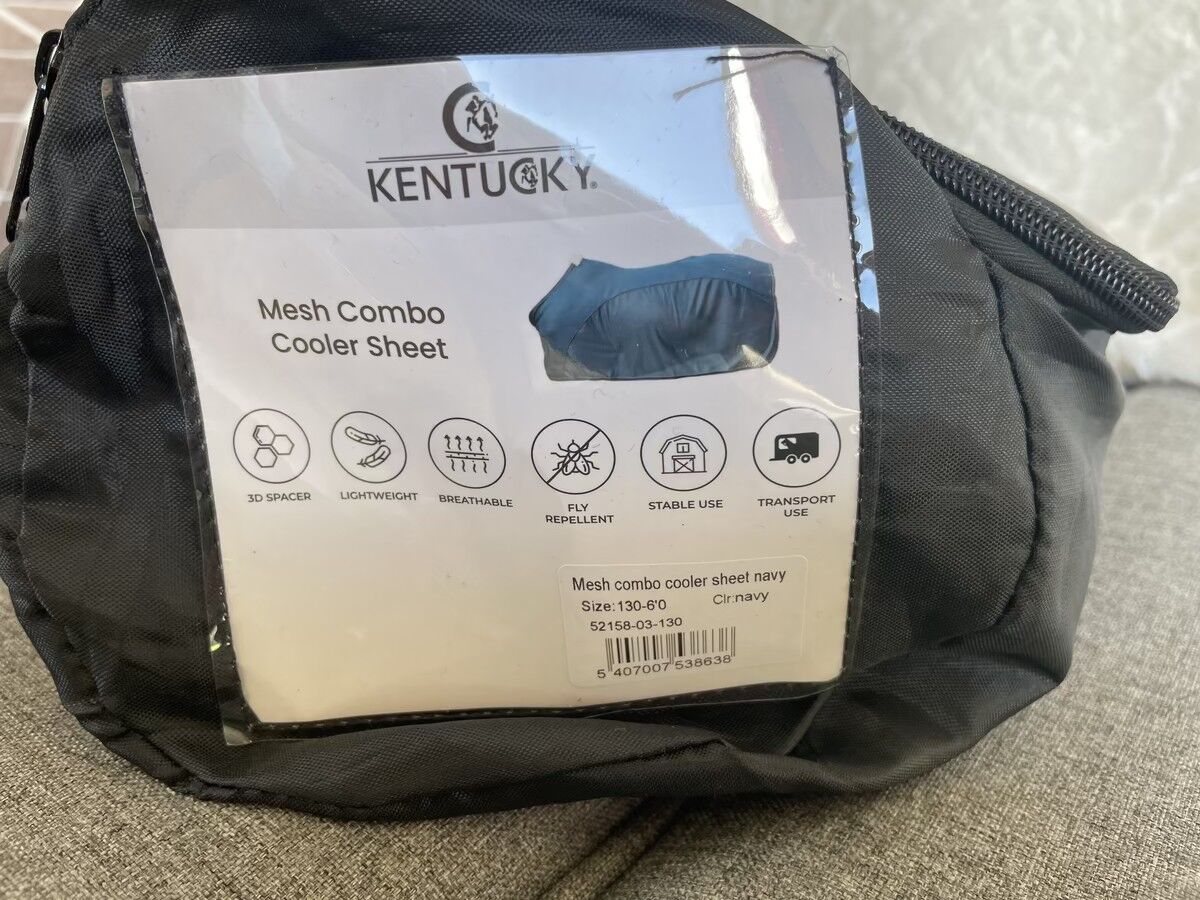 KENTUCKY®
Mesh Combo
Cooler Sheet
3D SPACER
LIGHTWEIGHT
BREATHABLE
FLY
REPELLENT
STABLE USE
TRANSPORT
USE
Mesh combo cooler sheet navy
Size:130-6'0 Clr:navy
52158-03-130
5 407007 538638